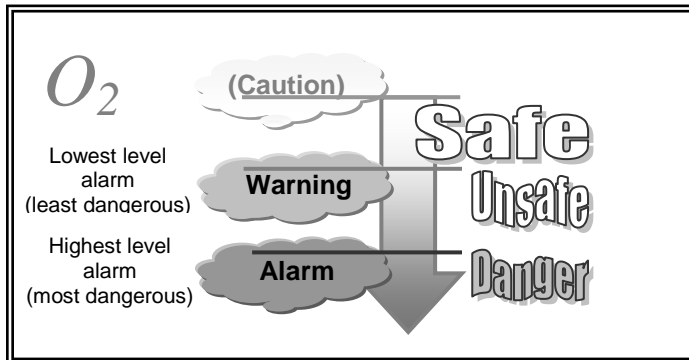 O2
(Caution)
Safe
Lowest level
alarm
(least dangerous)
Warning
Unsafe
Highest level
alarm
(most dangerous)
Alarm
Danger